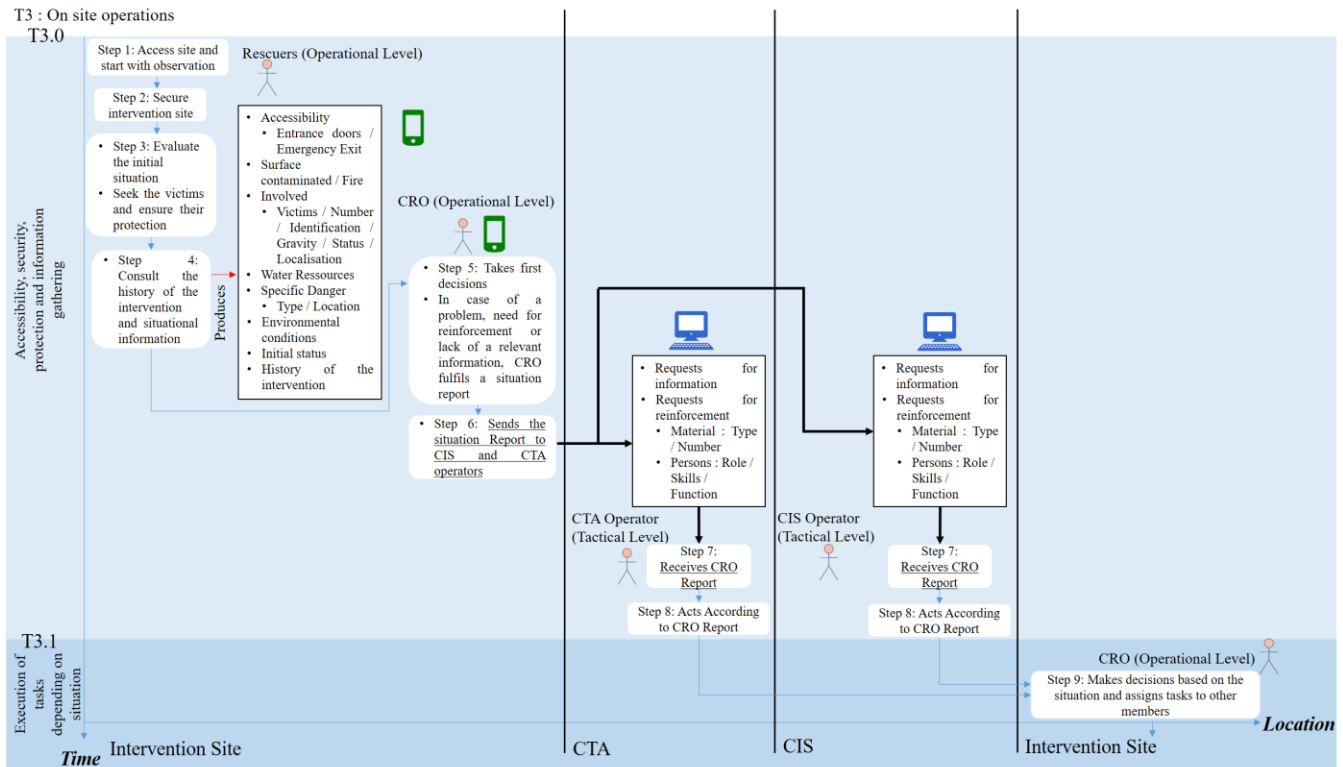 T3 : On site operations
T3.0
Accessibility, security,
protection and information
gathering
Step 1: Access site and
start with observation
Step 2: Secure
intervention site
• Step 3: Evaluate
the initial
situation
• Seek the victims
and ensure their
protection
• Step 4:
Consult the
history of the
intervention
and situational
information
Produces
Rescuers (Operational Level)
• Accessibility
• Entrance doors /
Emergency Exit
• Surface
contaminated / Fire
• Involved
• Victims / Number
/ Identification /
Gravity / Status /
Localisation
• Water Ressources
• Specific Danger
• Type / Location
• Environmental
conditions
• Initial status
• History of the
intervention
CRO (Operational Level)
• Step 5: Takes first
decisions
• In case of a
problem, need for
reinforcement or
lack of a relevant
information, CRO
fulfils a situation
report
• Step 6: Sends the
situation Report to
CIS and CTA
operators
• Requests for
information
• Requests for
reinforcement
• Material : Type
/ Number
• Persons : Role /
Skills /
Function
CTA Operator
(Tactical Level)
Step 7:
Receives CRO
Report
Step 8: Acts According
to CRO Report
• Requests for
information
• Requests for
reinforcement
• Material : Type
/ Number
• Persons : Role /
Skills /
Function
CIS Operator
(Tactical Level)
Step 7:
Receives CRO
Report
Step 8: Acts According
to CRO Report
T3.1
Execution of
tasks
depending on
situation
CRO (Operational Level)
Step 9: Makes decisions based on the
situation and assigns tasks to other
members
Location
Time
Intervention Site
CTA
CIS
Intervention Site